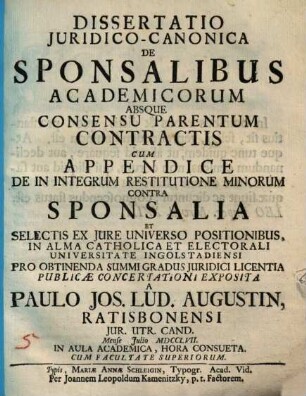 DISSERTATIO
JURIDICO-CANONICA
DE
SPONSALIBUS
ACADEMICORUM
ABSQUE
CONSENSU PARENTUM
CONTRACTIS
CUM
APPENDICE
DE IN INTEGRUM RESTITUTIONE MINORUM
CONTRA
SPONSALIA
ET
SELECTIS EX JURE UNIVERSO POSITIONIBUS,
IN ALMA CATHOLICA ET ELECTORALI
UNIVERSITATE INGOLSTADIENSI
PRO OBTINENDA SUMMI GRADUS JURIDICI LICENTIA
PUBLICÆ CONCERTATIONI EXPOSITA
A
PAULO JOS. LUD. AUGUSTIN,
RATISBONENSI
JUR. UTR. CAND.
Mense Julio MDCCLVII.
IN AULA ACADEMICA, HORA CONSUETA.
CUM FACULTATE SUPERIORUM.
Typis, MARIÆ ANNÆ SCHLEIGIN, Typogr. Acad. Vid.
Per Joannem Leopoldum Kamenitzky, p. t. Factorem,